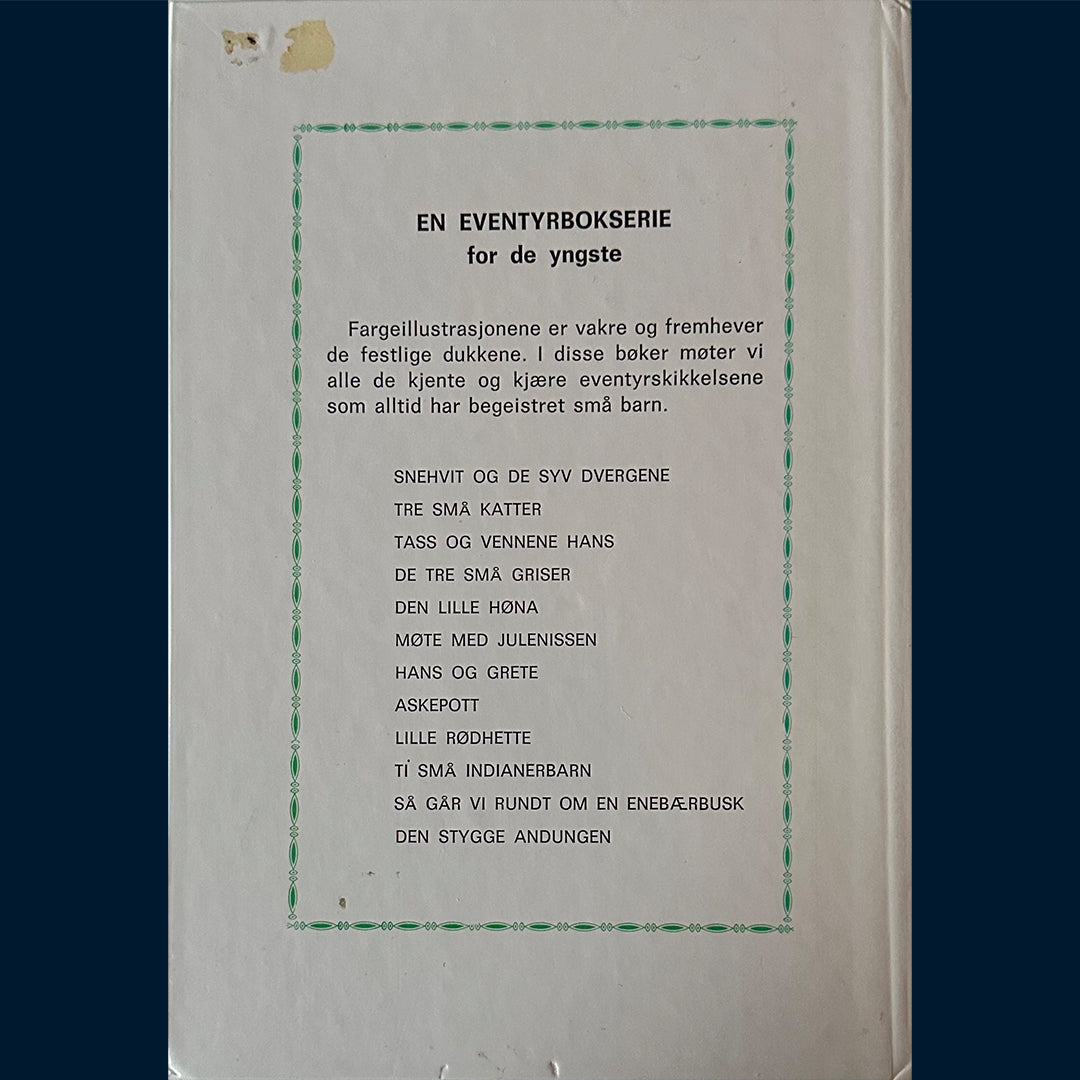 EN EVENTYRBOKSERIE
for de yngste
Fargeillustrasjonene er vakre og fremhever
de festlige dukkene. I disse bøker møter vi
alle de kjente og kjære eventyrskikkelsene
som alltid har begeistret små barn.
SNEHVIT OG DE SYV DVERGENE
TRE SMÅ KATTER
TASS OG VENNENE HANS
DE TRE SMÅ GRISER
DEN LILLE HØNA
MØTE MED JULENISSEN
HANS OG GRETE
ASKEPOTT
LILLE RØDHETTE
TI SMÅ INDIANERBARN
SÅ GÅR VI RUNDT OM EN ENEBÆRBUSK
DEN STYGGE ANDUNGEN